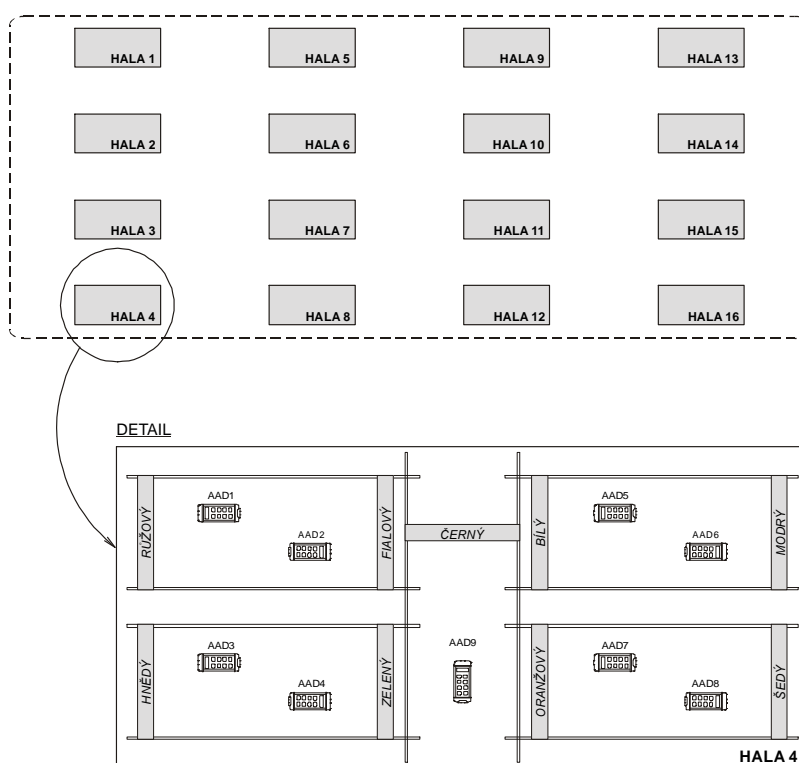 HALA 1
HALA 5
HALA 9
HALA 13
HALA 2
HALA 6
HALA 10
HALA 14
HALA 3
HALA 7
HALA 11
HALA 15
HALA 4
HALA 8
HALA 12
HALA 16
DETAIL
RŮŽOVÝ
AAD1
AAD2
FIALOVÝ
ČERNÝ
BÍLÝ
AAD5
AAD6
MODRÝ
HNĚDÝ
AAD3
AAD4
ZELENÝ
AAD9
ORANŽOVÝ
AAD7
AAD8
ŠEDÝ
HALA 4